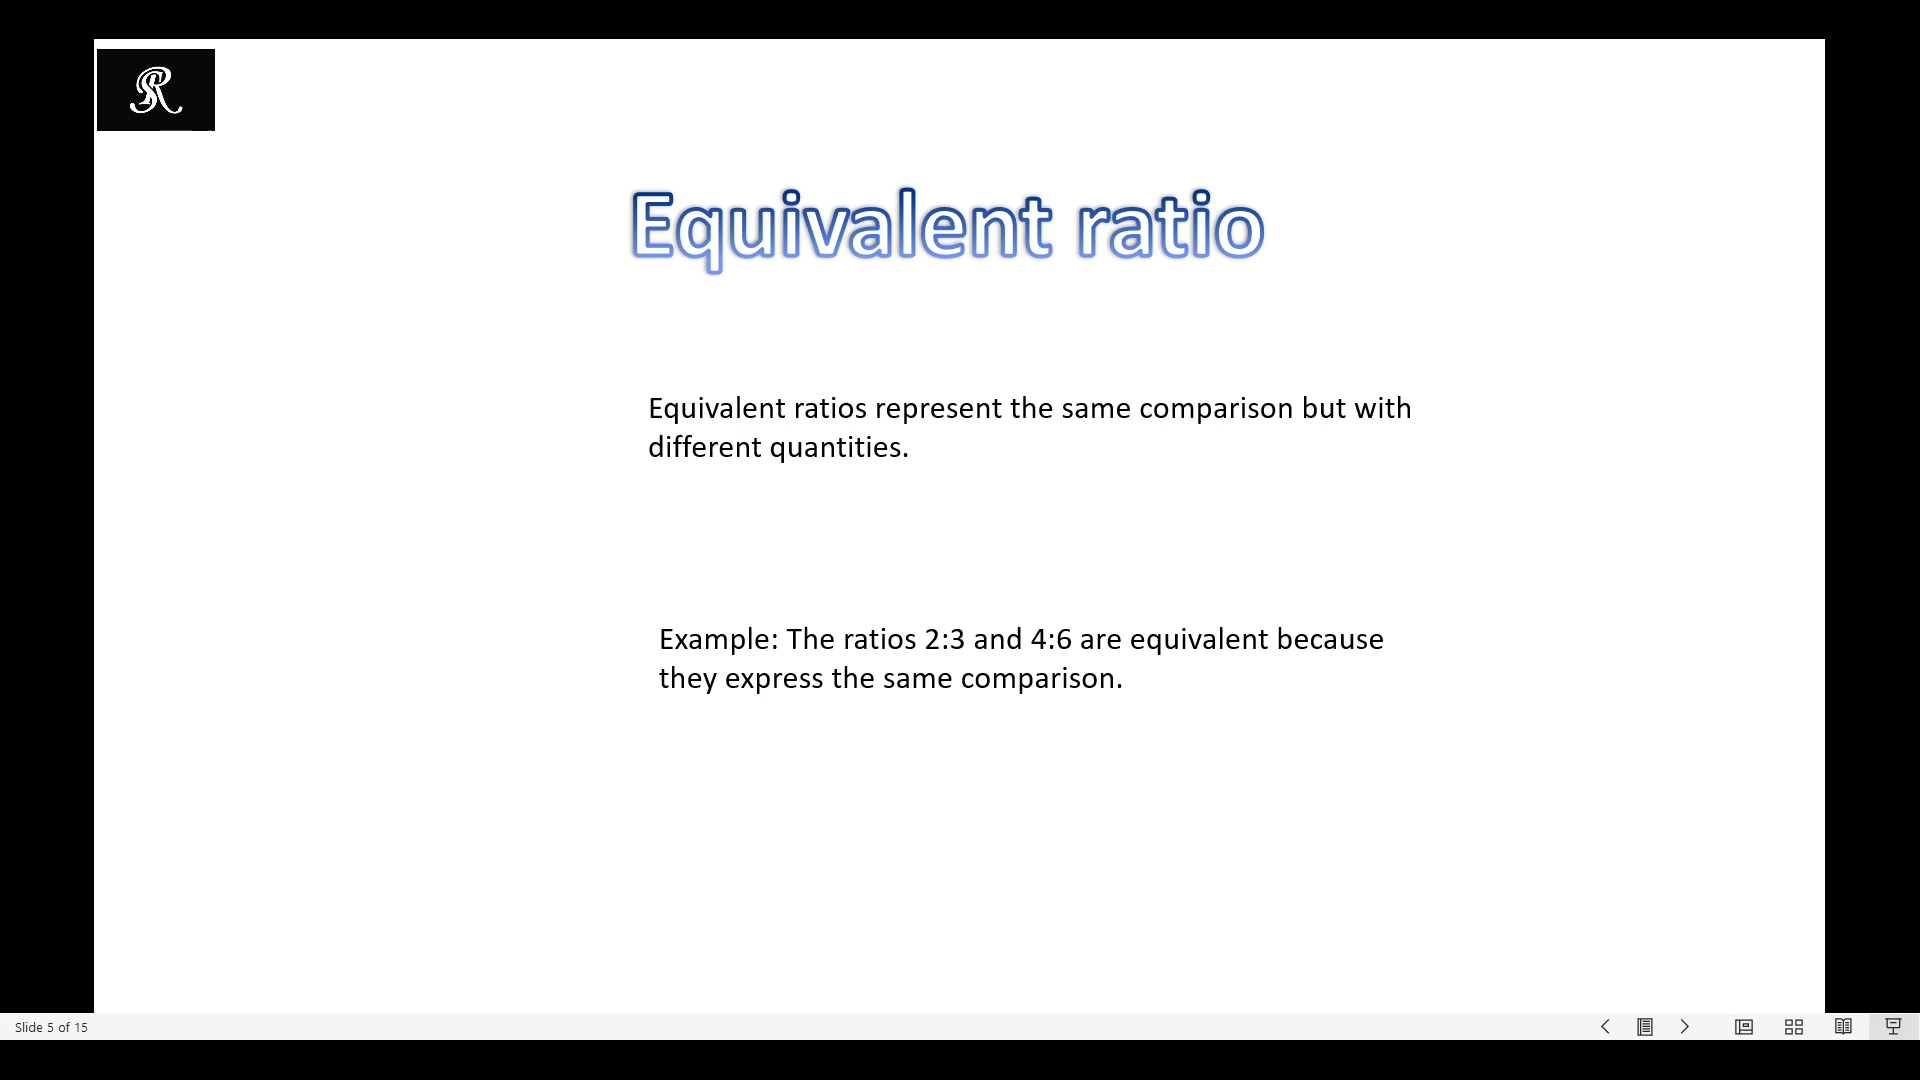 SR
Equivalent ratio
Equivalent ratios represent the same comparison but with
different quantities.
Example: The ratios 2:3 and 4:6 are equivalent because
they express the same comparison.
Slide 5 of 15